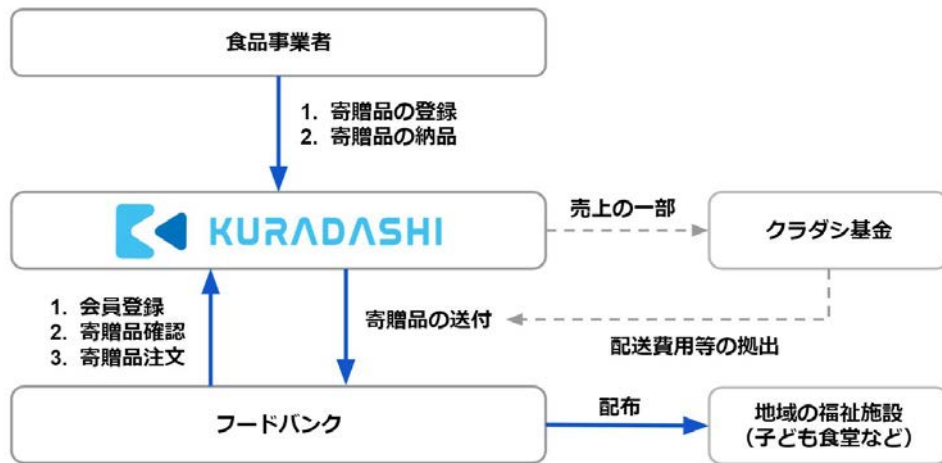 食品事業者
1. 寄贈品の登録
2. 寄贈品の納品
KURADASHI
売上の一部
クラダシ基金
1. 会員登録
2. 寄贈品確認
3. 寄贈品注文
寄贈品の送付
配送費用等の拠出
フードバンク
配布
地域の福祉施設
（子ども食堂など）